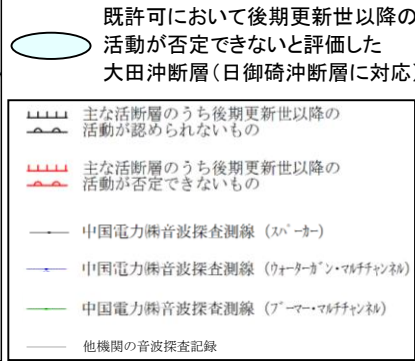 既許可において後期更新世以降の
活動が否定できないと評価した
大田沖断層(日御碕沖断層に対応)
主な活断層のうち後期更新世以降の
活動が認められないもの
主な活断層のうち後期更新世以降の
活動が否定できないもの
中国電力㈱音波探査測線 (スパーカー)
中国電力㈱音波探査測線 (ウォーターガン・マルチチャンネル)
中国電力㈱音波探査測線 (ブーマー・マルチチャンネル)
他機関の音波探査記録